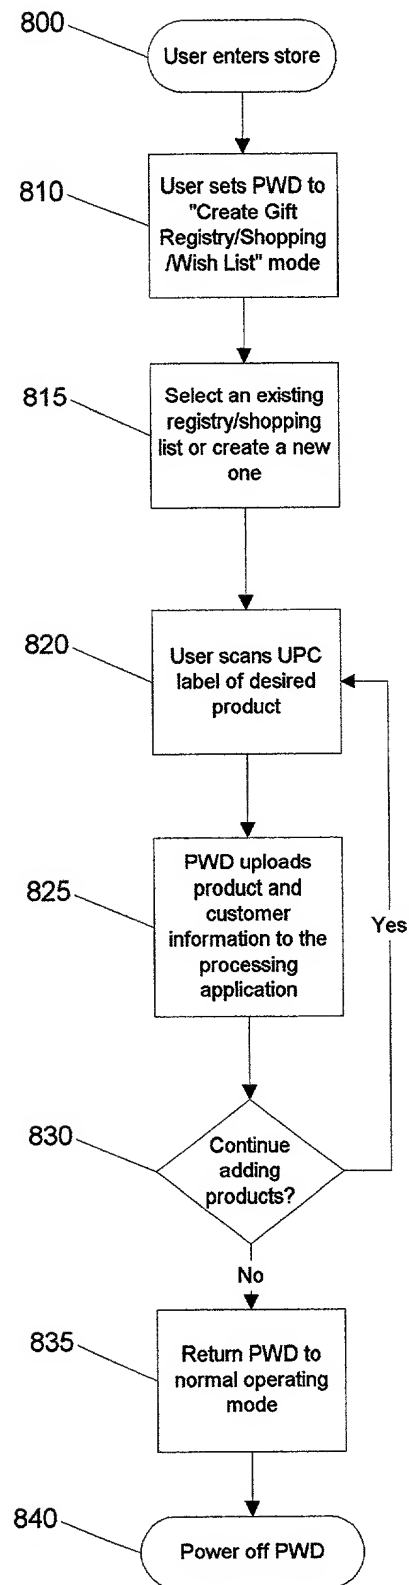 800
User enters store
810
User sets PWD to
"Create Gift
Registry/Shopping
/Wish List" mode
815
Select an existing
registry/shopping
list or create a new
one
820
User scans UPC
label of desired
product
825
PWD uploads
product and
customer
information to the
processing
application
Yes
830
Continue
adding
products?
No
835
Return PWD to
normal operating
mode
840
Power off PWD